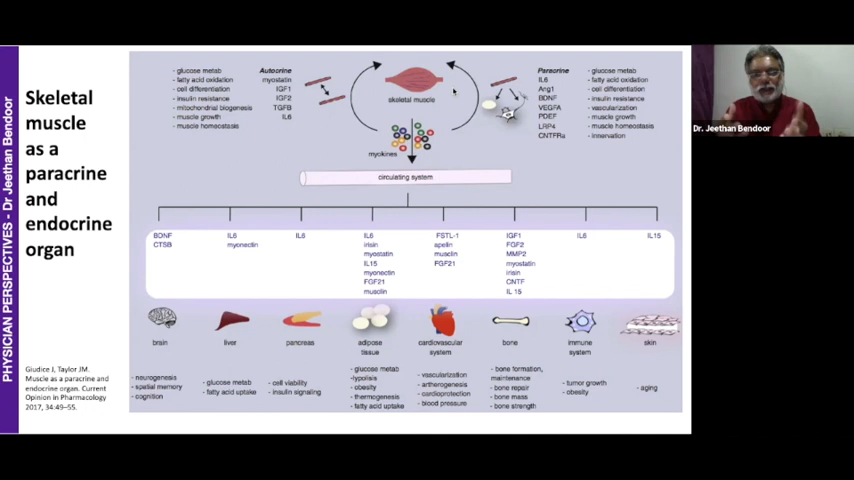 PHYSICIAN PERSPECTIVES - Dr Jeethan Bendoor
Skeletal
muscle
as a
paracrine
and
endocrine
organ
Giudice J, Taylor JM.
Muscle as a paracrine and
endocrine organ. Current
Opinion in Pharmacology
2017, 34:49–55.
- glucose metab
- fatty acid oxidation
- cell differentiation
- insulin resistance
- mitochondrial biogenesis
- muscle growth
- muscle homeostasis
Autocrine
myostatin
IGF1
IGF2
TGFB
IL6
skeletal muscle
myokines
Paracrine
IL6
Ang1
BDNF
VEGFA
PDEF
LRP4
CNTFRa
- glucose metab
- fatty acid oxidation
- cell differentiation
- insulin resistance
- vascularization
- muscle growth
- muscle homeostasis
- innervation
circulating system
BDNF
CTSB
IL6
myonectin
IL6
IL6
irisin
myostatin
IL15
myonectin
FGF21
musclin
FSTL-1
apelin
musclin
FGF21
IGF1
FGF2
MMP2
myostatin
irisin
CNTF
IL 15
IL6
IL15
brain
liver
pancreas
adipose
tissue
cardiovascular
system
bone
immune
system
skin
- neurogenesis
- spatial memory
- cognition
- glucose metab
- fatty acid uptake
- cell viability
- insulin signaling
- glucose metab
-lypolisis
- obesity
- thermogenesis
- fatty acid uptake
- vascularization
- artherogenesis
- cardioprotection
- blood pressure
- bone formation,
maintenance
- bone repair
- bone mass
- bone strength
- tumor growth
- obesity
- aging
Dr. Jeethan Bendoor